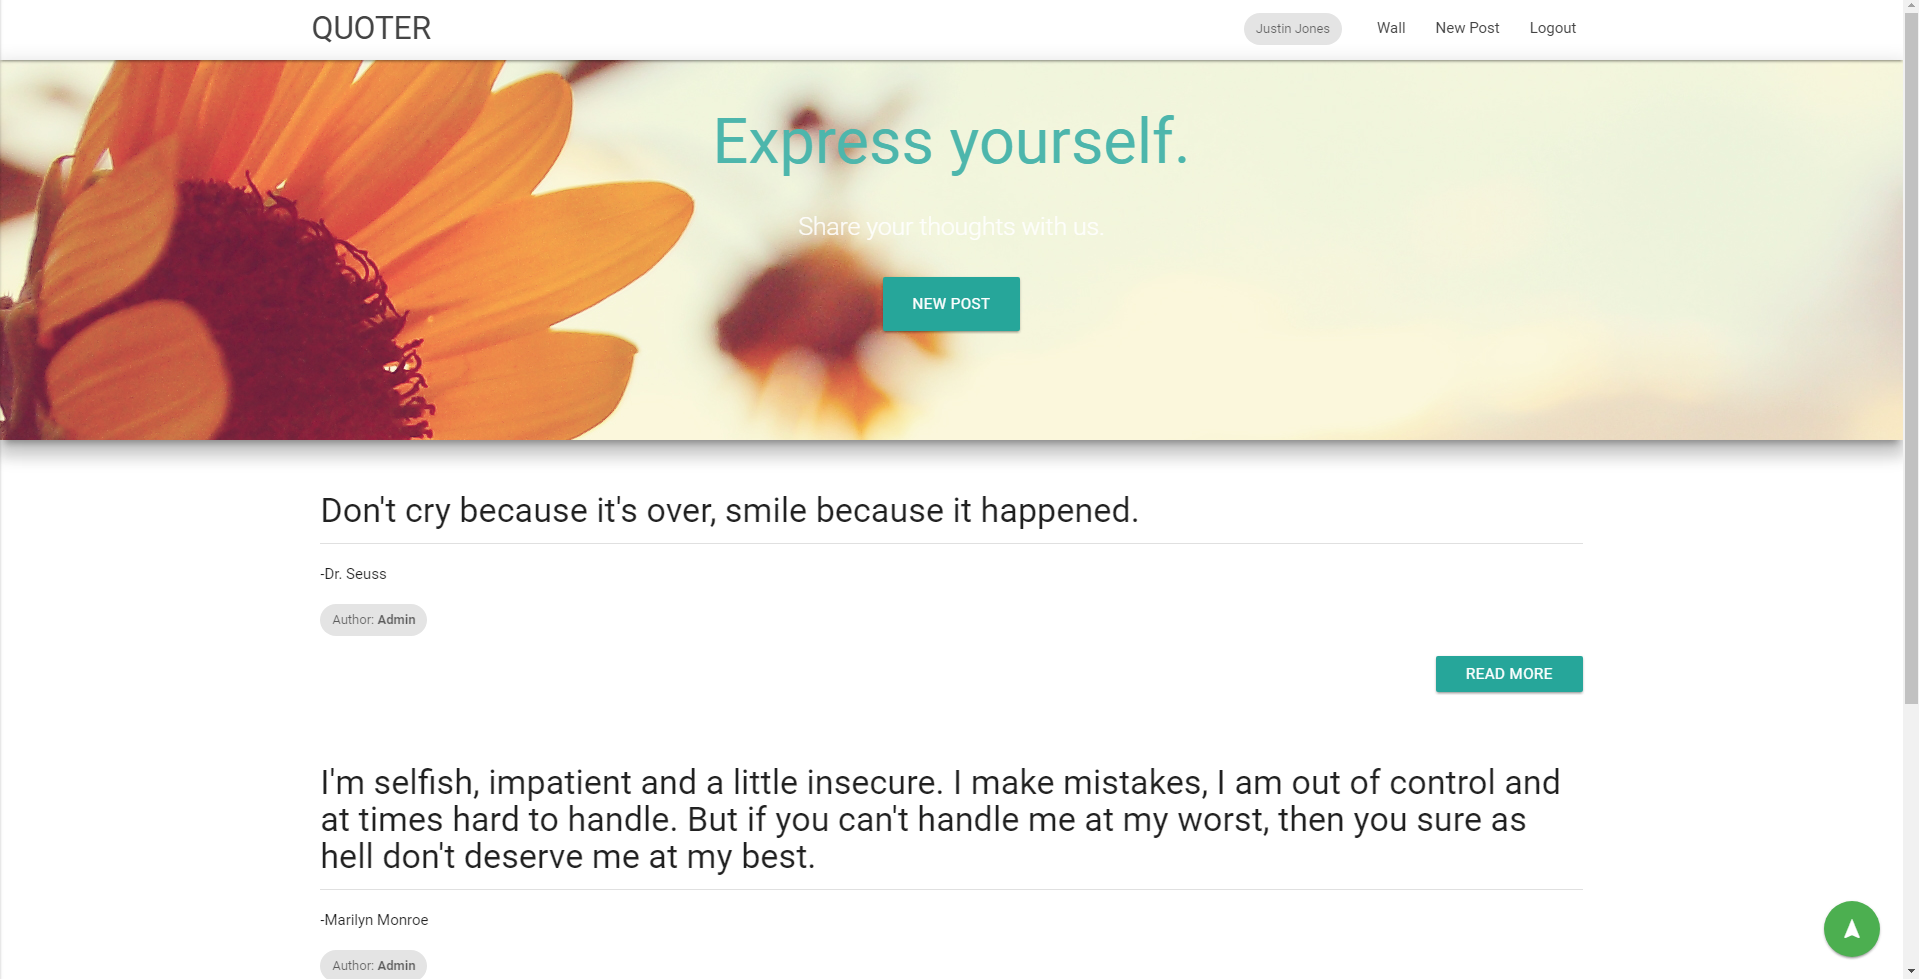 QUOTER
Justin Jones
Wall
New Post
Logout
Express yourself.
Share your thoughts with us.
NEW POST
Don't cry because it's over, smile because it happened.
-Dr. Seuss
Author: Admin
READ MORE
I'm selfish, impatient and a little insecure. I make mistakes, I am out of control and
at times hard to handle. But if you can't handle me at my worst, then you sure as
hell don't deserve me at my best.
-Marilyn Monroe
Author: Admin